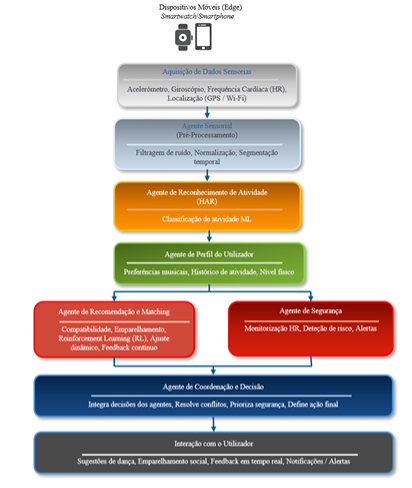 Dispositivos Móveis (Edge)
Smartwatch/Smartphone
Aquisição de Dados Sensorias
Acelerómetro, Giroscópio, Frequência Cardíaca (HR),
Localização (GPS / Wi-Fi)
Agente Sensorial
(Pré-Processamento)
Filtragem de ruído, Normalização, Segmentação
temporal
Agente de Reconhecimento de Atividade
(HAR)
Classificação de atividade ML
Agente de Perfil do Utilizador
Preferências musicais, Histórico de atividade, Nível físico
Agente de Recomendação e Matching
Compatibilidade, Emparelhamento,
Reinforcement Learning (RL), Ajuste
dinâmico, Feedback contínuo
Agente de Segurança
Monitorização HR, Deteção de risco, Alertas
Agente de Coordenação e Decisão
Integra decisões dos agentes, Resolve conflitos, Prioriza segurança, Define ação final
Interação com o Utilizador
Sugestões de dança, Emparelhamento social, Feedback em tempo real, Notificações / Alertas